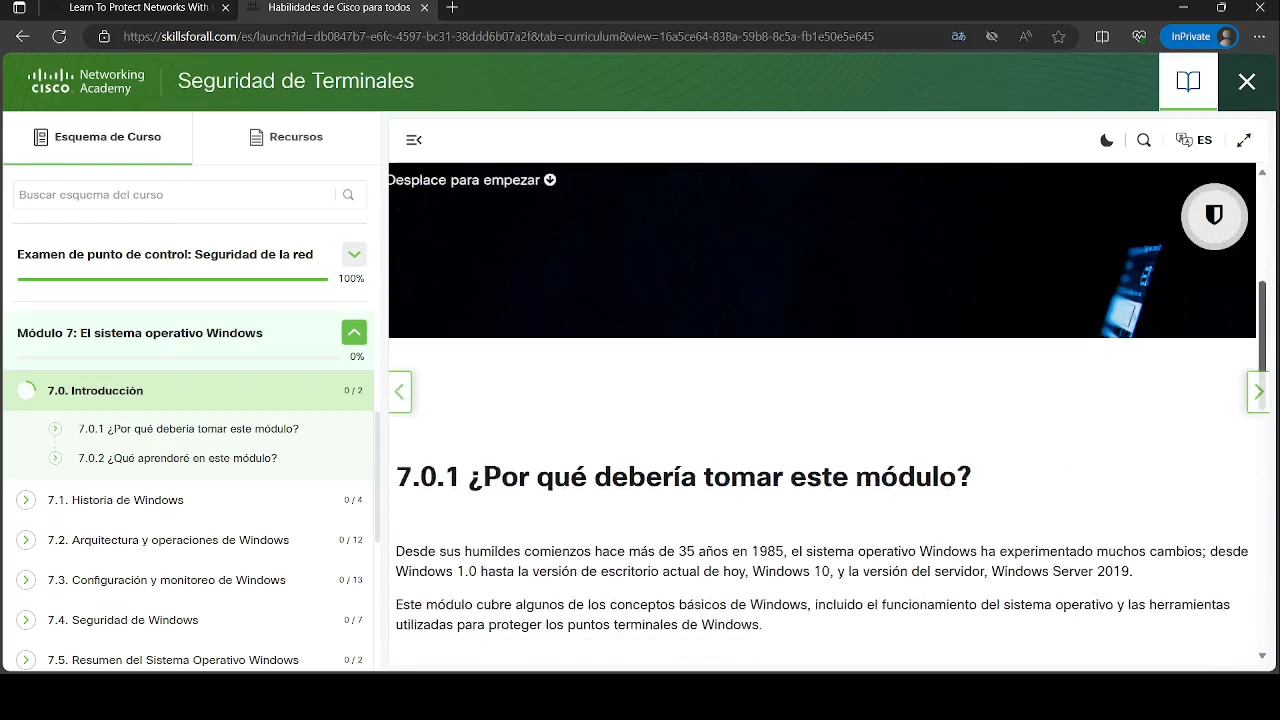 Learn To Protect Networks With
Habilidades de Cisco para todos
https://skillsforall.com/es/launch?id=db0847b7-e6fc-4597-bc31-38ddd6b07a2f&tab=curriculum&view=16a5ce64-838a-59b8-8c5a-fb1e50e5e645
InPrivate
Networking
CISCO Academy
Seguridad de Terminales
Esquema de Curso
Recursos
ES
Buscar esquema del curso
Examen de punto de control: Seguridad de la red
100%
Módulo 7: El sistema operativo Windows
0%
7.0. Introducción
0 / 2
7.0.1 ¿Por qué debería tomar este módulo?
7.0.2 ¿Qué aprenderé en este módulo?
7.1. Historia de Windows
0 / 4
7.2. Arquitectura y operaciones de Windows
0 / 12
7.3. Configuración y monitoreo de Windows
0 / 13
7.4. Seguridad de Windows
0 / 7
7.5. Resumen del Sistema Operativo Windows
0 / 2
Desplace para empezar
7.0.1 ¿Por qué debería tomar este módulo?
Desde sus humildes comienzos hace más de 35 años en 1985, el sistema operativo Windows ha experimentado muchos cambios; desde
Windows 1.0 hasta la versión de escritorio actual de hoy, Windows 10, y la versión del servidor, Windows Server 2019.
Este módulo cubre algunos de los conceptos básicos de Windows, incluido el funcionamiento del sistema operativo y las herramientas
utilizadas para proteger los puntos terminales de Windows.